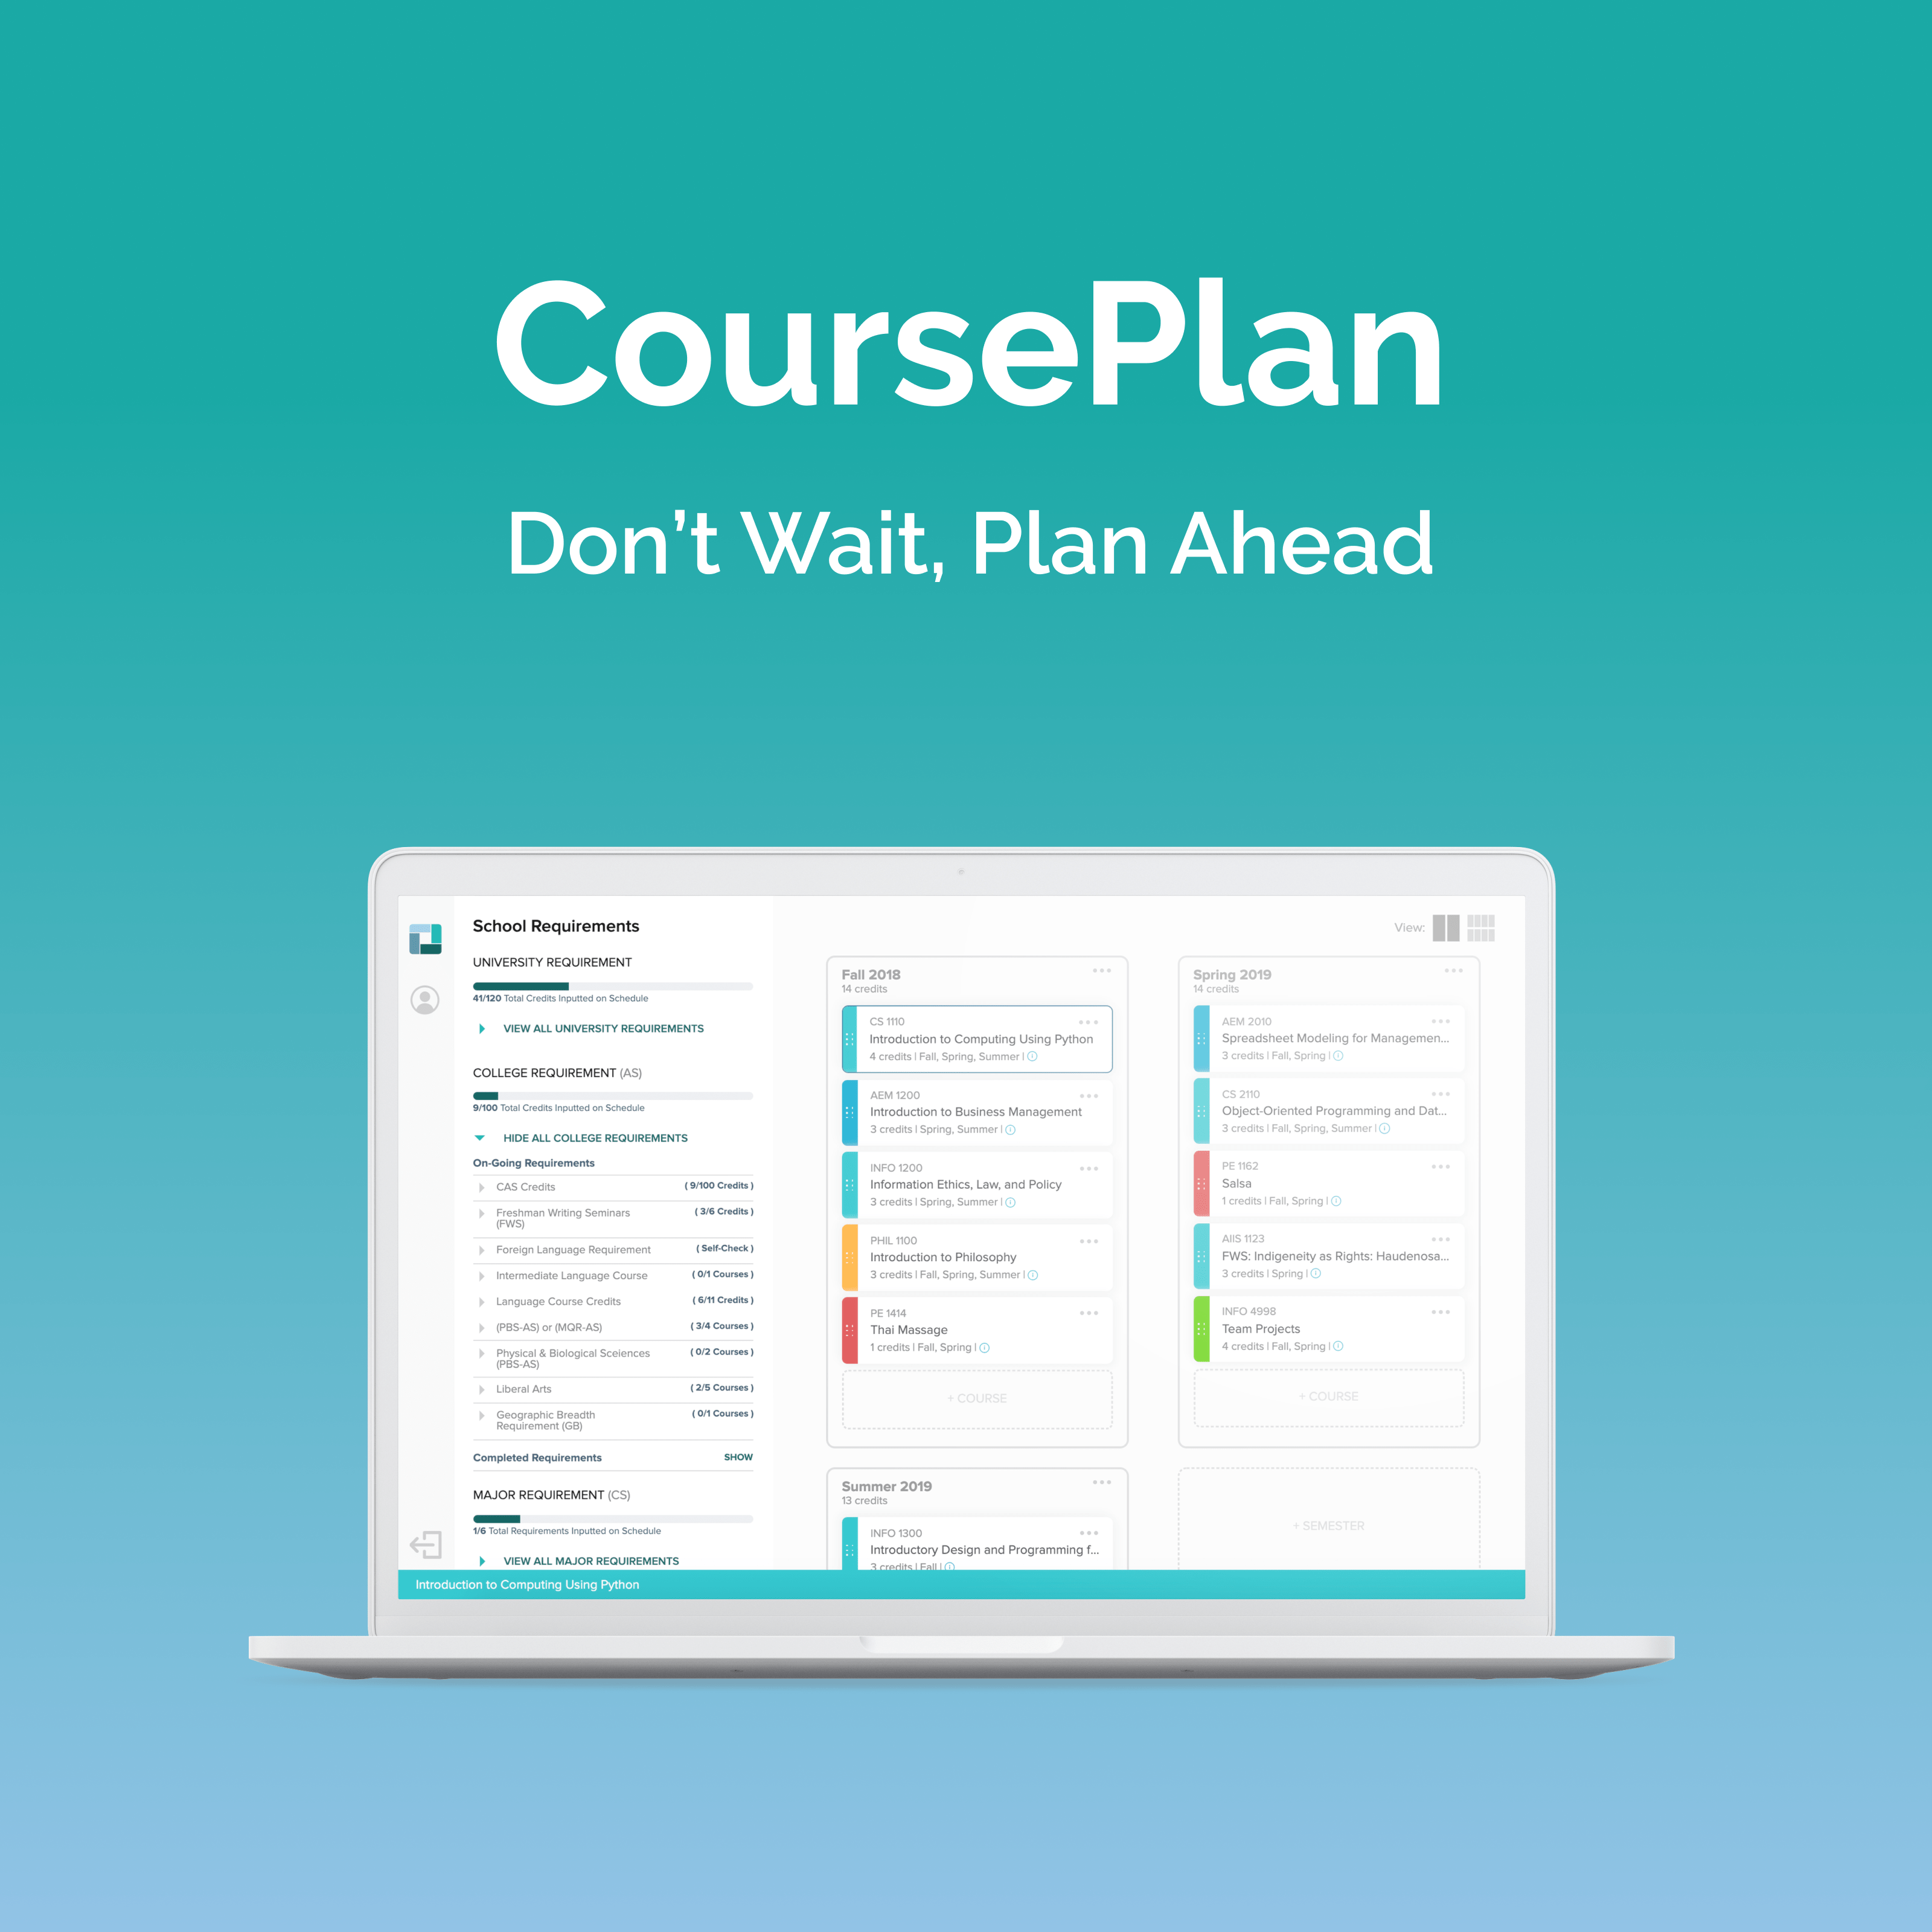 CoursePlan
Don't Wait, Plan Ahead
School Requirements
UNIVERSITY REQUIREMENT
41/120 Total Credits Inputted on Schedule
VIEW ALL UNIVERSITY REQUIREMENTS
COLLEGE REQUIREMENT (AS)
9/100 Total Credits Inputted on Schedule
HIDE ALL COLLEGE REQUIREMENTS
On-Going Requirements
CAS Credits ( 9/100 Credits )
Freshman Writing Seminars ( 3/6 Credits )
(FWS)
Foreign Language Requirement ( Self-Check )
Intermediate Language Course ( 0/1 Courses )
Language Course Credits ( 6/11 Credits )
(PBS-AS) or (MQR-AS) ( 3/4 Courses )
Physical & Biological Sceiences ( 0/2 Courses )
(PBS-AS)
Liberal Arts ( 2/5 Courses )
Geographic Breadth ( 0/1 Courses )
Requirement (GB)
Completed Requirements SHOW
MAJOR REQUIREMENT (CS)
1/6 Total Requirements Inputted on Schedule
VIEW ALL MAJOR REQUIREMENTS
View:
Fall 2018
14 credits
CS 1110
Introduction to Computing Using Python
4 credits | Fall, Spring, Summer |
AEM 1200
Introduction to Business Management
3 credits | Spring, Summer |
INFO 1200
Information Ethics, Law, and Policy
3 credits | Spring, Summer |
PHIL 1100
Introduction to Philosophy
3 credits | Fall, Spring, Summer |
PE 1414
Thai Massage
1 credits | Fall, Spring |
+ COURSE
Spring 2019
14 credits
AEM 2010
Spreadsheet Modeling for Managemen...
3 credits | Fall, Spring |
CS 2110
Object-Oriented Programming and Dat...
3 credits | Fall, Spring, Summer |
PE 1162
Salsa
1 credits | Fall, Spring |
AIIS 1123
FWS: Indigeneity as Rights: Haudenosa...
3 credits | Spring |
INFO 4998
Team Projects
4 credits | Fall, Spring |
+ COURSE
Summer 2019
13 credits
INFO 1300
Introductory Design and Programming f...
3 credits | Fall |
+ SEMESTER
Introduction to Computing Using Python